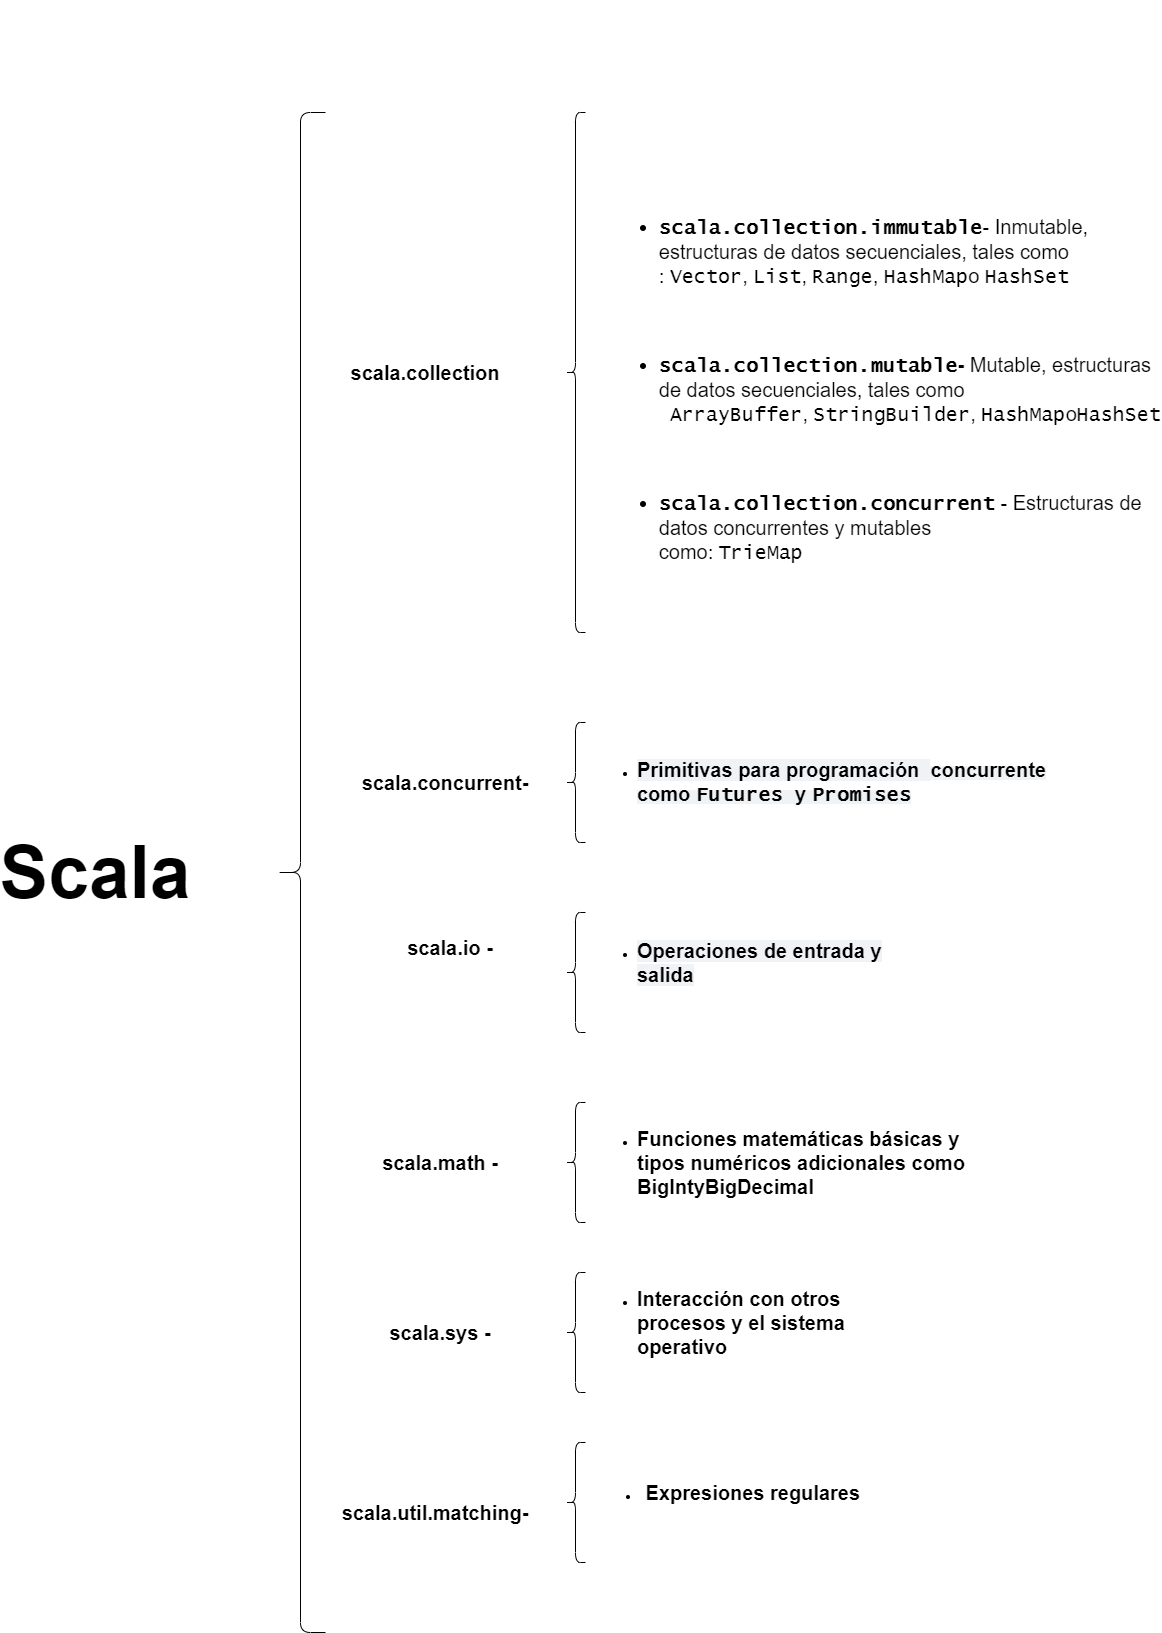 Scala
scala.collection
• scala.collection.immutable- Inmutable,
estructuras de datos secuenciales, tales como
: Vector, List, Range, HashMapo HashSet
• scala.collection.mutable- Mutable, estructuras
de datos secuenciales, tales como
ArrayBuffer, StringBuilder, HashMapoHashSet
• scala.collection.concurrent - Estructuras de
datos concurrentes y mutables
como: TrieMap
scala.concurrent-
• Primitivas para programación concurrente
como Futures y Promises
scala.io -
• Operaciones de entrada y
salida
scala.math -
• Funciones matemáticas básicas y
tipos numéricos adicionales como
BigIntyBigDecimal
scala.sys -
• Interacción con otros
procesos y el sistema
operativo
scala.util.matching-
• Expresiones regulares